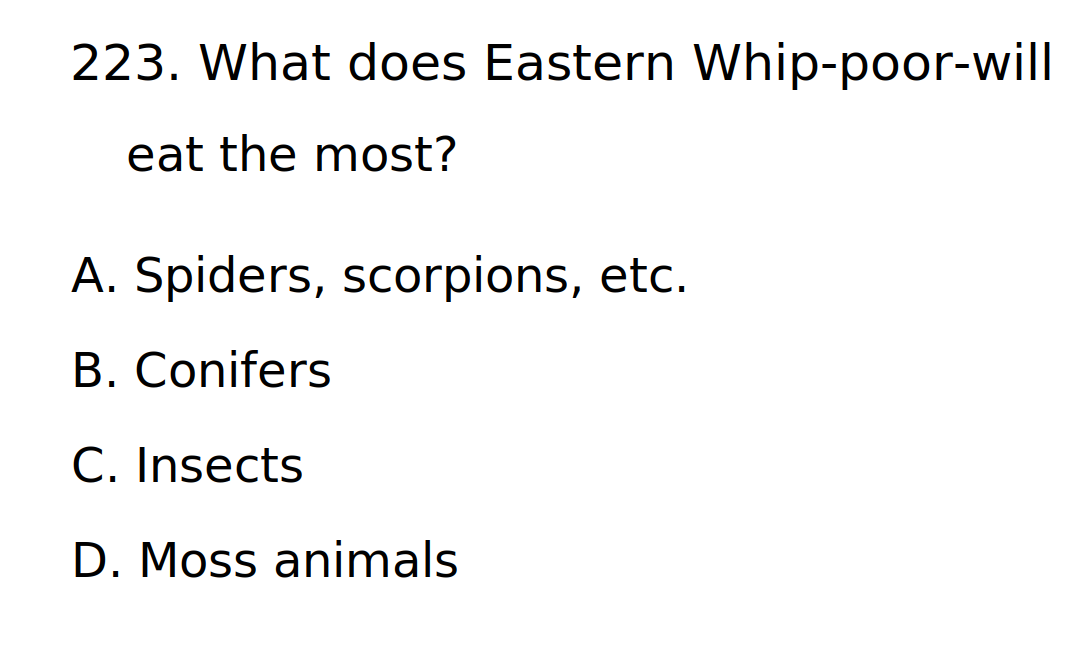 223. What does Eastern Whip-poor-will
eat the most?
A. Spiders, scorpions, etc.
B. Conifers
C. Insects
D. Moss animals